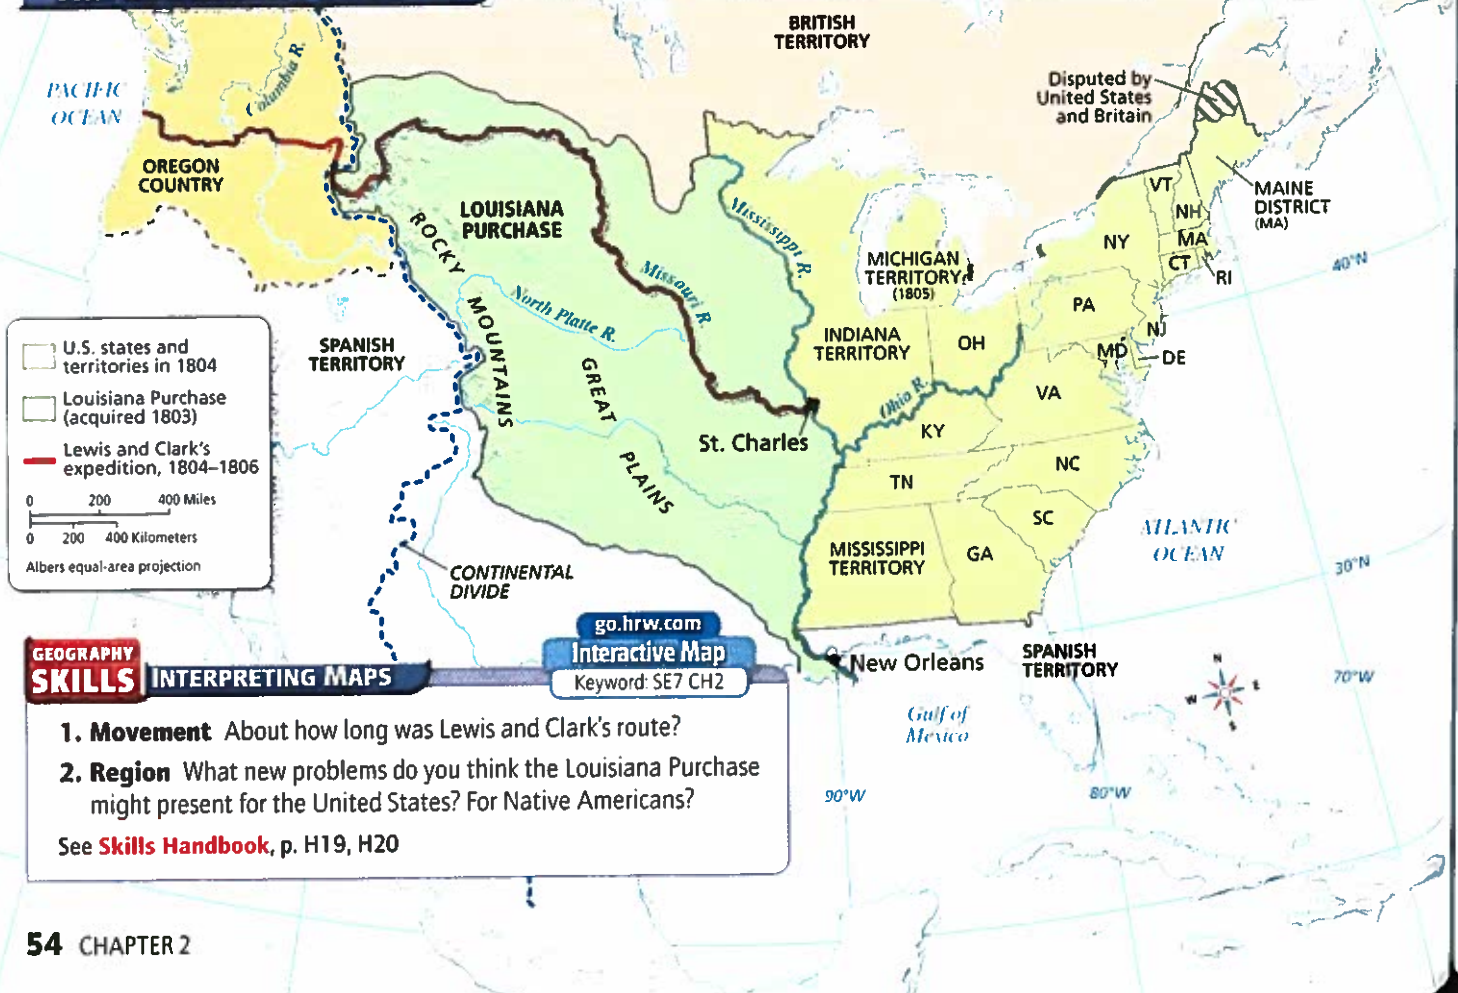 BRITISH
TERRITORY
Disputed by
United States
and Britain
PACIFIC
OCEAN
Columbia R.
OREGON
COUNTRY
VT
MAINE
DISTRICT
(MA)
NH
LOUISIANA
PURCHASE
ROCKY
MOUNTAINS
Mississippi R.
NY
MA
CT
RI
40°N
MICHIGAN
TERRITORY
(1805)
Missouri R.
North Platte R.
PA
NJ
INDIANA
TERRITORY
OH
MD
DE
SPANISH
TERRITORY
GREAT
PLAINS
Ohio R.
VA
KY
St. Charles
NC
TN
SC
ATLANTIC
OCEAN
MISSISSIPPI
TERRITORY
GA
30°N
U.S. states and
territories in 1804
Louisiana Purchase
(acquired 1803)
Lewis and Clark's
expedition, 1804–1806
0 200 400 Miles
0 200 400 Kilometers
Albers equal-area projection
CONTINENTAL
DIVIDE
New Orleans
SPANISH
TERRITORY
N
W E
S
70°W
Gulf of
Mexico
90°W
80°W
go.hrw.com
Interactive Map
Keyword: SE7 CH2
GEOGRAPHY
SKILLS INTERPRETING MAPS
1. Movement About how long was Lewis and Clark's route?
2. Region What new problems do you think the Louisiana Purchase
might present for the United States? For Native Americans?
See Skills Handbook, p. H19, H20
54 CHAPTER 2